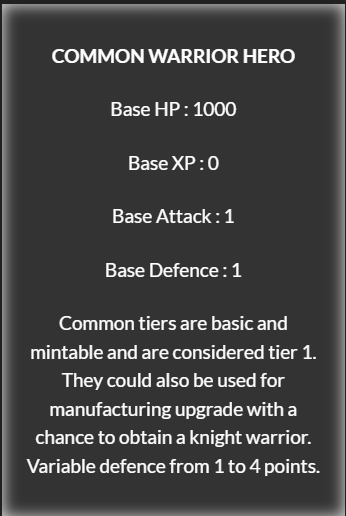 COMMON WARRIOR HERO
Base HP : 1000
Base XP : 0
Base Attack : 1
Base Defence : 1
Common tiers are basic and
mintable and are considered tier 1.
They could also be used for
manufacturing upgrade with a
chance to obtain a knight warrior.
Variable defence from 1 to 4 points.